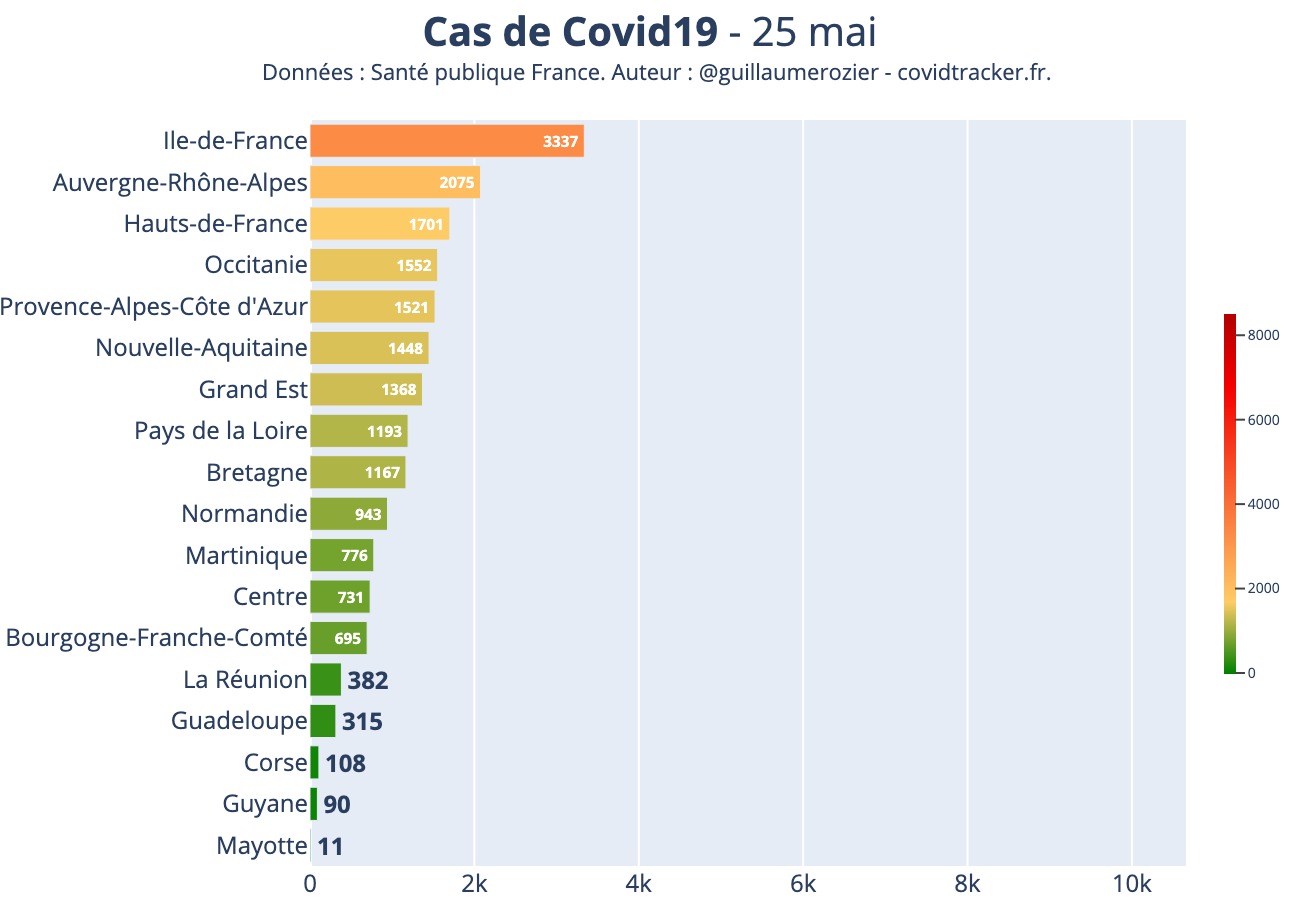 Cas de Covid19 - 25 mai
Données : Santé publique France. Auteur : @guillaumerozier - covidtracker.fr.
Ile-de-France 3337
Auvergne-Rhône-Alpes 2075
Hauts-de-France 1701
Occitanie 1552
Provence-Alpes-Côte d'Azur 1521
Nouvelle-Aquitaine 1448
Grand Est 1368
Pays de la Loire 1193
Bretagne 1167
Normandie 943
Martinique 776
Centre 731
Bourgogne-Franche-Comté 695
La Réunion 382
Guadeloupe 315
Corse 108
Guyane 90
Mayotte 11
0 2k 4k 6k 8k 10k
8000
6000
4000
2000
0